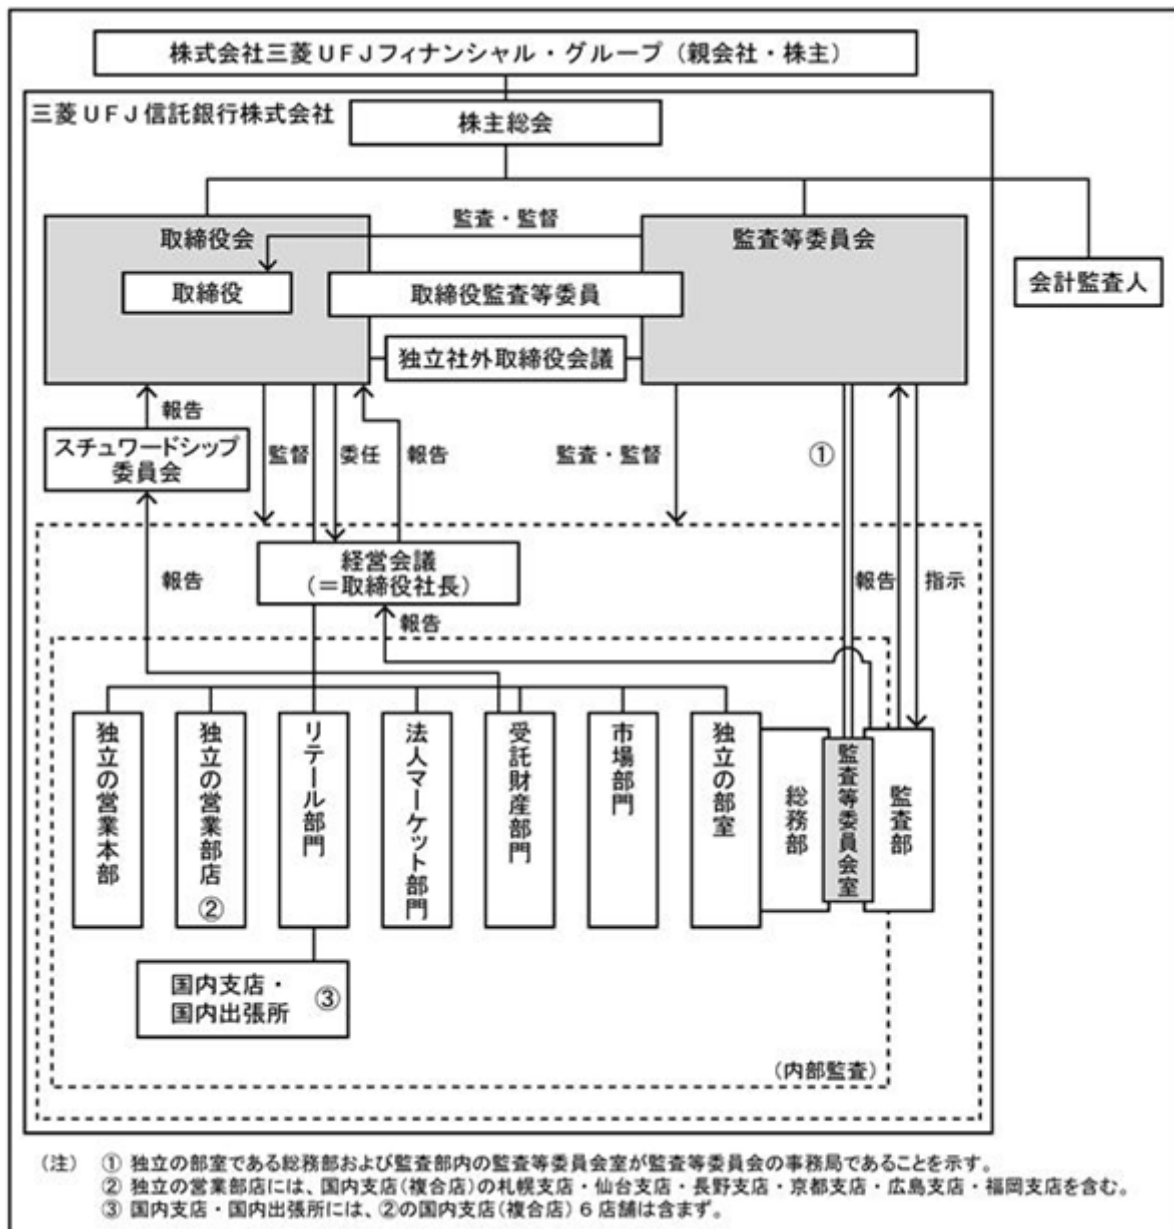 株式会社三菱UFJフィナンシャル・グループ（親会社・株主）
三菱UFJ信託銀行株式会社
株主総会
監査・監督
取締役会
監査等委員会
取締役
取締役監査等委員
会計監査人
独立社外取締役会議
報告
スチュワードシップ
委員会
監督
委任
報告
監査・監督
①
経営会議
（＝取締役社長）
報告
報告
指示
報告
独立の営業本部
独立の営業部店
②
リテール部門
法人マーケット部門
受託財産部門
市場部門
独立の部室
総務部
監査等委員会室
監査部
国内支店・
国内出張所
③
（内部監査）
（注） ① 独立の部室である総務部および監査部内の監査等委員会室が監査等委員会の事務局であることを示す。
② 独立の営業部店には、国内支店（複合店）の札幌支店・仙台支店・長野支店・京都支店・広島支店・福岡支店を含む。
③ 国内支店・国内出張所には、②の国内支店（複合店）６店舗は含まず。